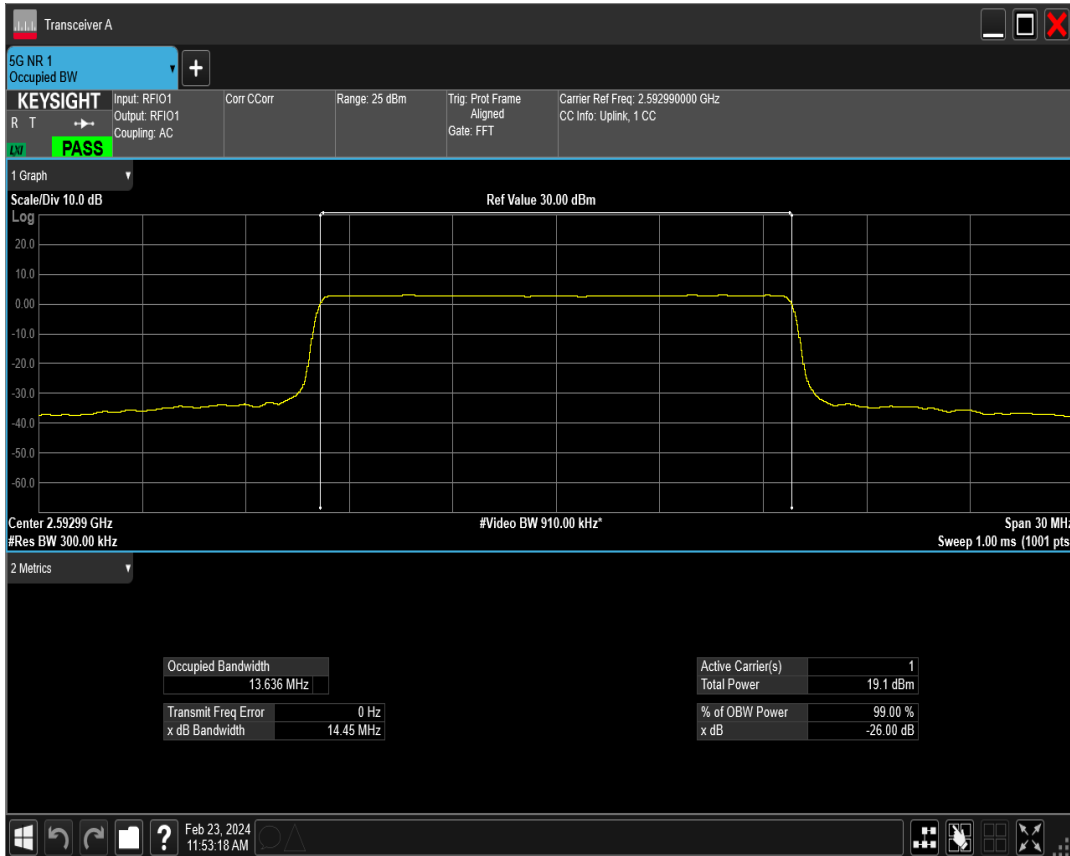 Transceiver A
5G NR 1
Occupied BW
+
KEYSIGHT
R T
LXI
PASS
Input: RFIO1
Output: RFIO1
Coupling: AC
Corr CCorr
Range: 25 dBm
Trig: Prot Frame
Aligned
Gate: FFT
Carrier Ref Freq: 2.592990000 GHz
CC Info: Uplink, 1 CC
1 Graph
Scale/Div 10.0 dB
Ref Value 30.00 dBm
Log
20.0
10.0
0.00
-10.0
-20.0
-30.0
-40.0
-50.0
-60.0
Center 2.59299 GHz
#Video BW 910.00 kHz*
Span 30 MHz
#Res BW 300.00 kHz
Sweep 1.00 ms (1001 pts
2 Metrics
Occupied Bandwidth
13.636 MHz
Transmit Freq Error 0 Hz
x dB Bandwidth 14.45 MHz
Active Carrier(s) 1
Total Power 19.1 dBm
% of OBW Power 99.00 %
x dB -26.00 dB
?
Feb 23, 2024
11:53:18 AM